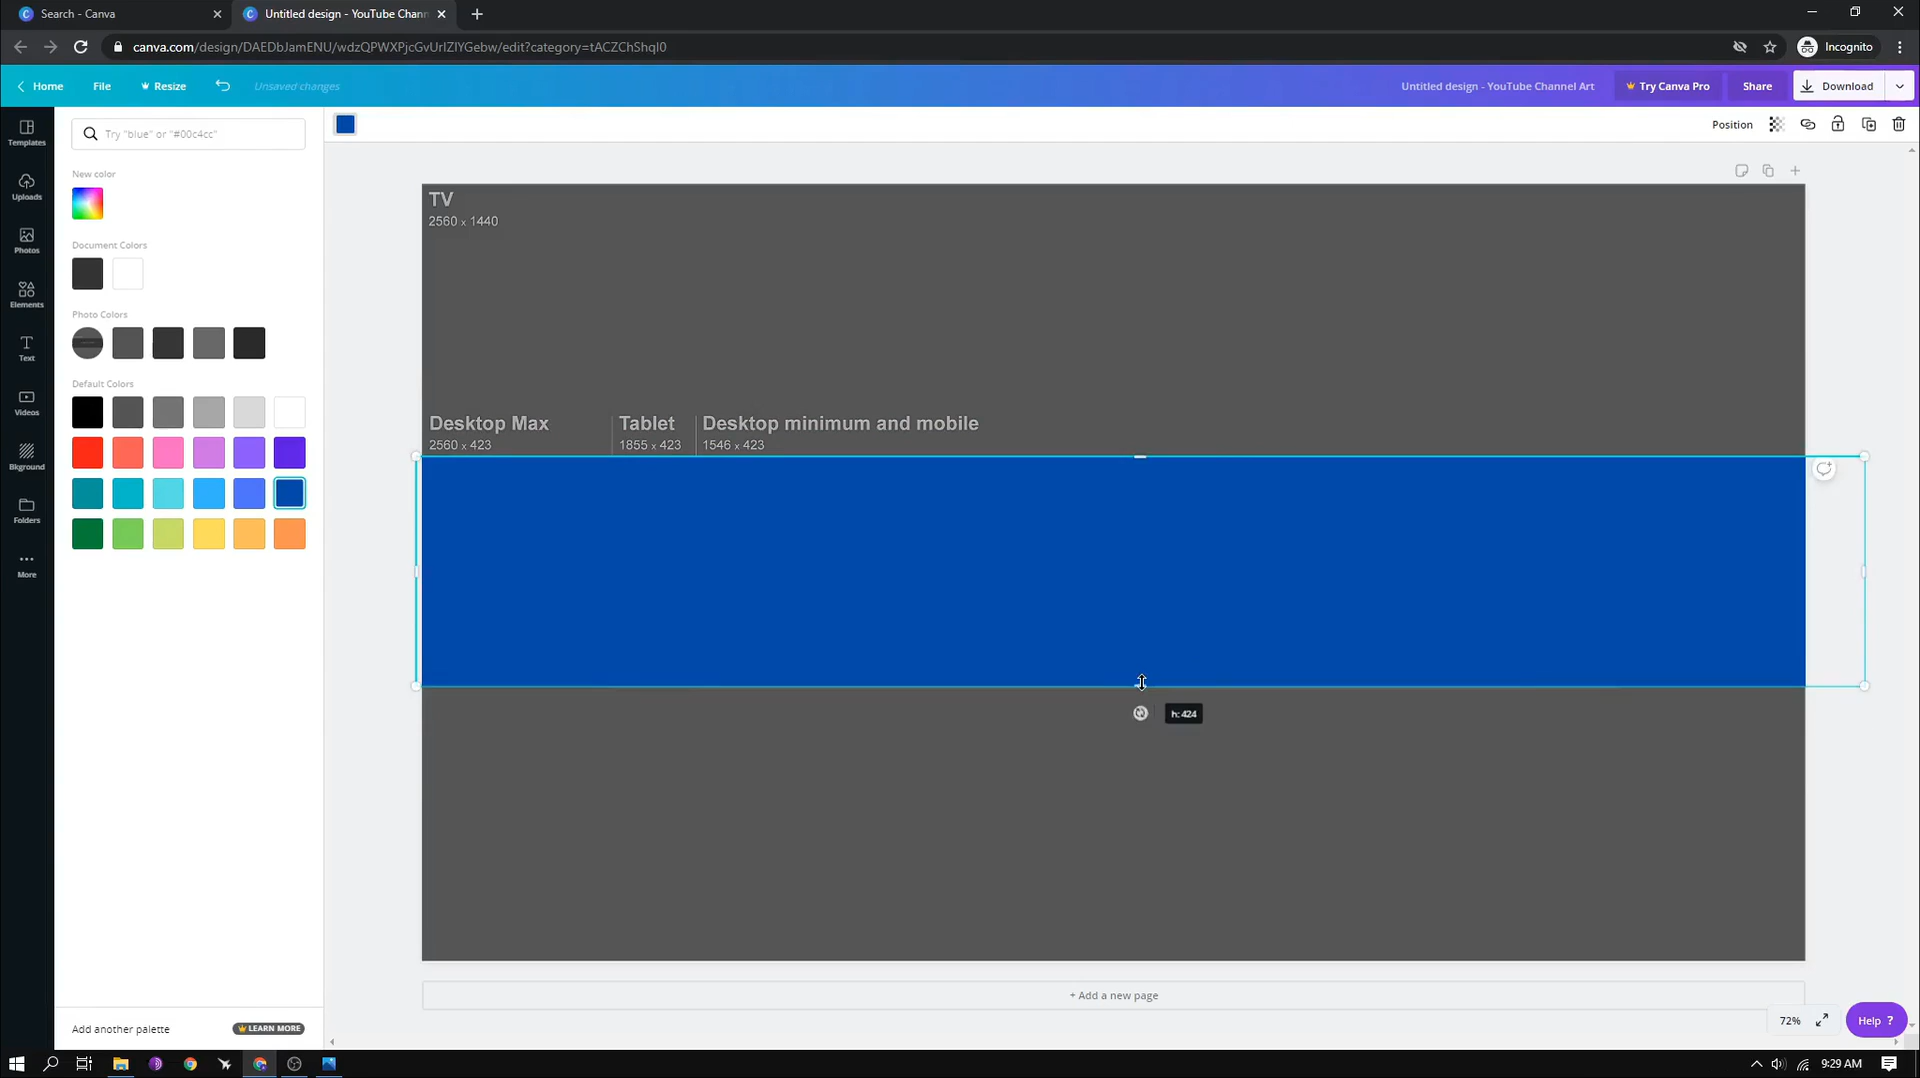 Search - Canva
Untitled design - YouTube Chann
canva.com/design/DAEDbJamENU/wdzQPWXPjcGvUrlZIYGebw/edit?category=tACZChShqI0
Incognito
Home
File
Resize
Unsaved changes
Untitled design - YouTube Channel Art
Try Canva Pro
Share
Download
Templates
Uploads
Photos
Elements
Text
Videos
Bkground
Folders
More
Try "blue" or "#00c4cc"
New color
Document Colors
Photo Colors
Default Colors
Add another palette
LEARN MORE
Position
TV
2560 x 1440
Desktop Max
2560 x 423
Tablet
1855 x 423
Desktop minimum and mobile
1546 x 423
h: 424
+ Add a new page
72%
Help ?
9:29 AM